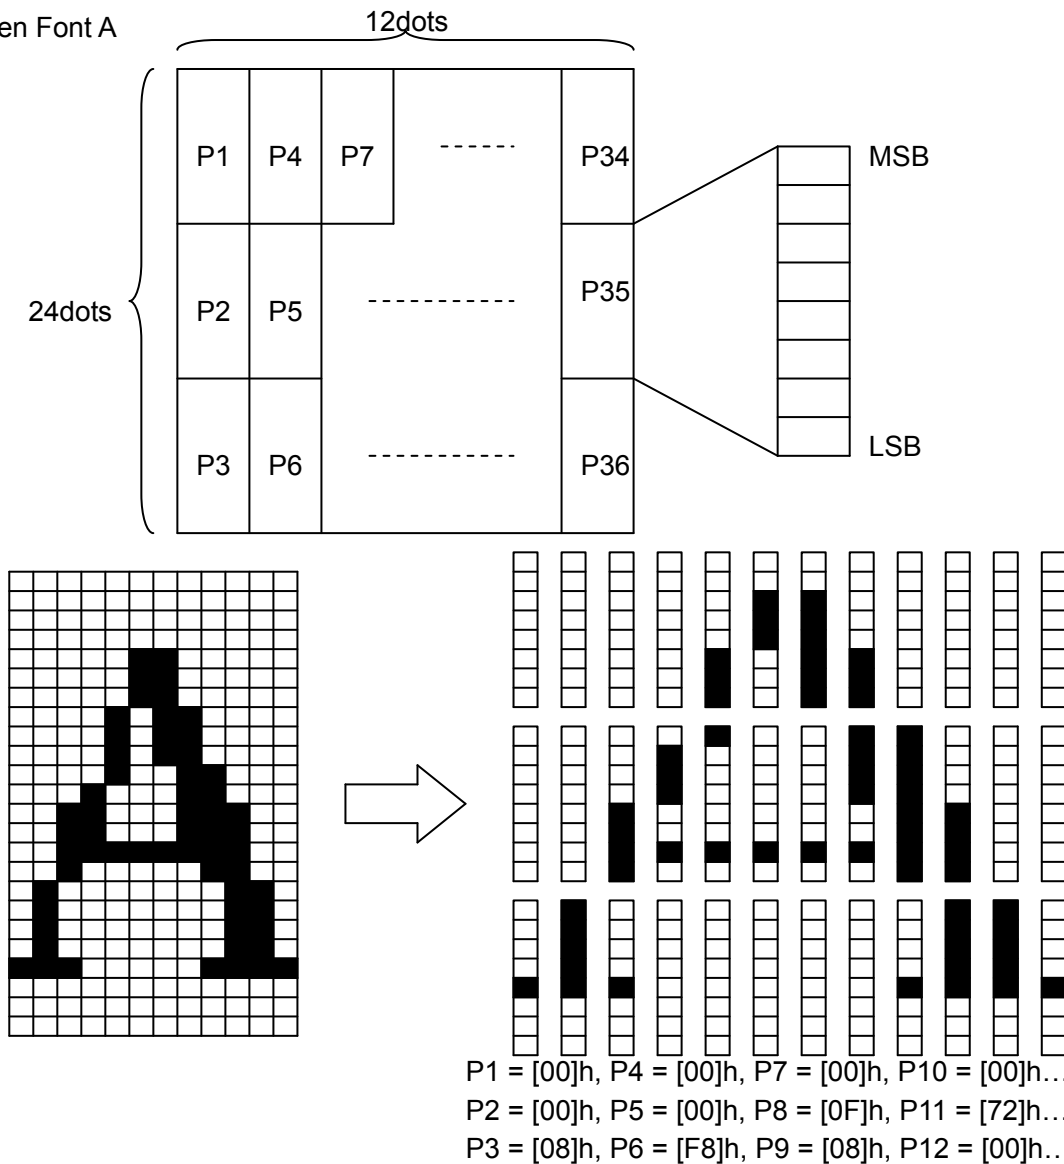 en Font A
12dots
P1 P4 P7 P34 MSB
24dots P2 P5 P35
P3 P6 P36 LSB
P1 = [00]h, P4 = [00]h, P7 = [00]h, P10 = [00]h…
P2 = [00]h, P5 = [00]h, P8 = [0F]h, P11 = [72]h…
P3 = [08]h, P6 = [F8]h, P9 = [08]h, P12 = [00]h…